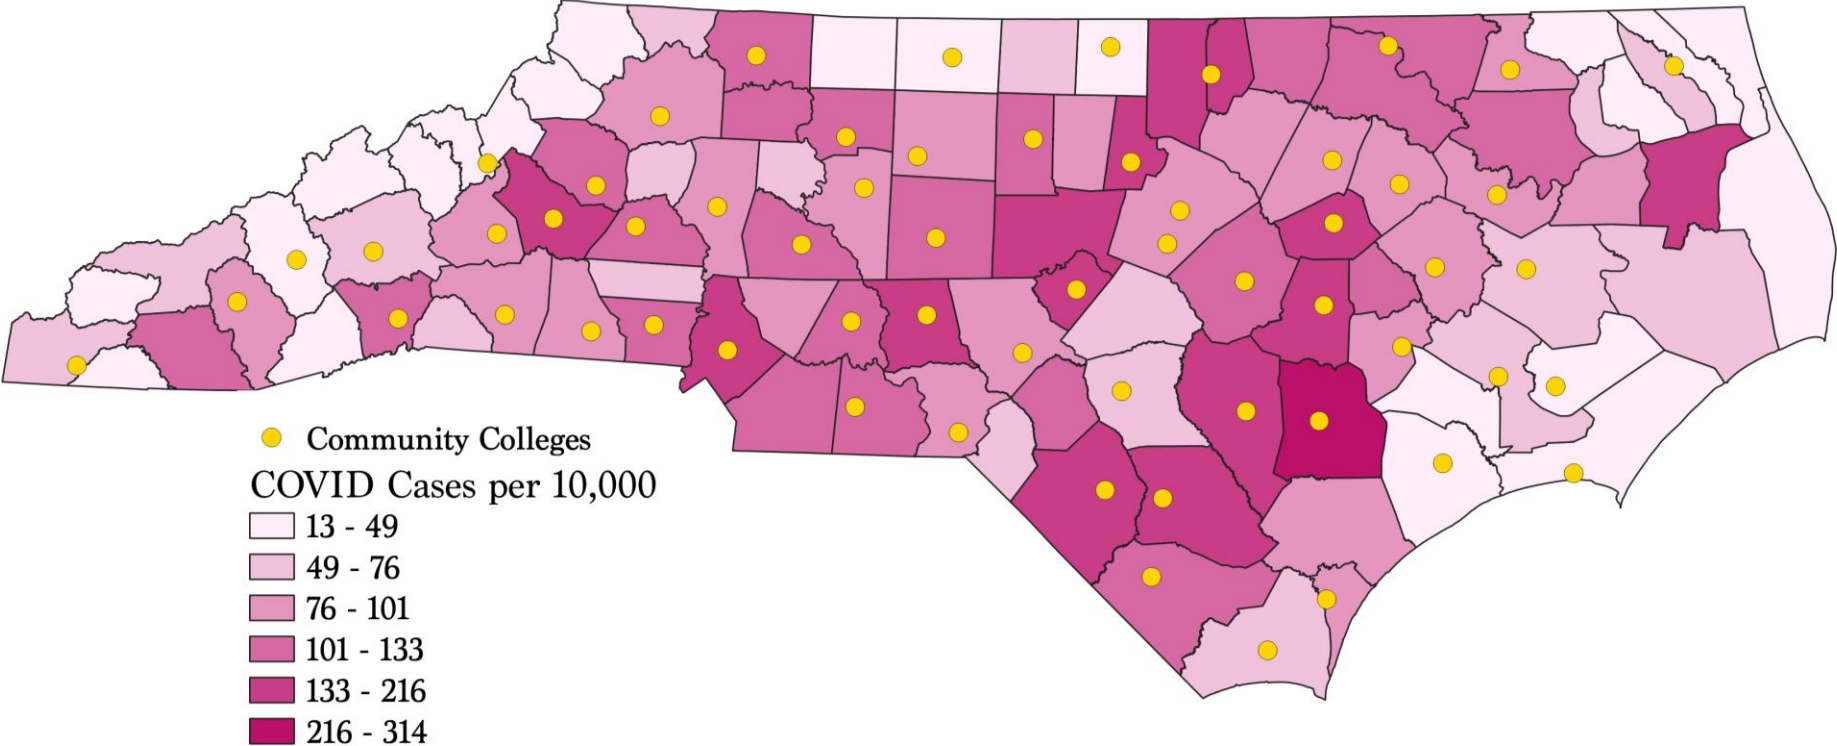 Community Colleges
COVID Cases per 10,000
13 - 49
49 - 76
76 - 101
101 - 133
133 - 216
216 - 314